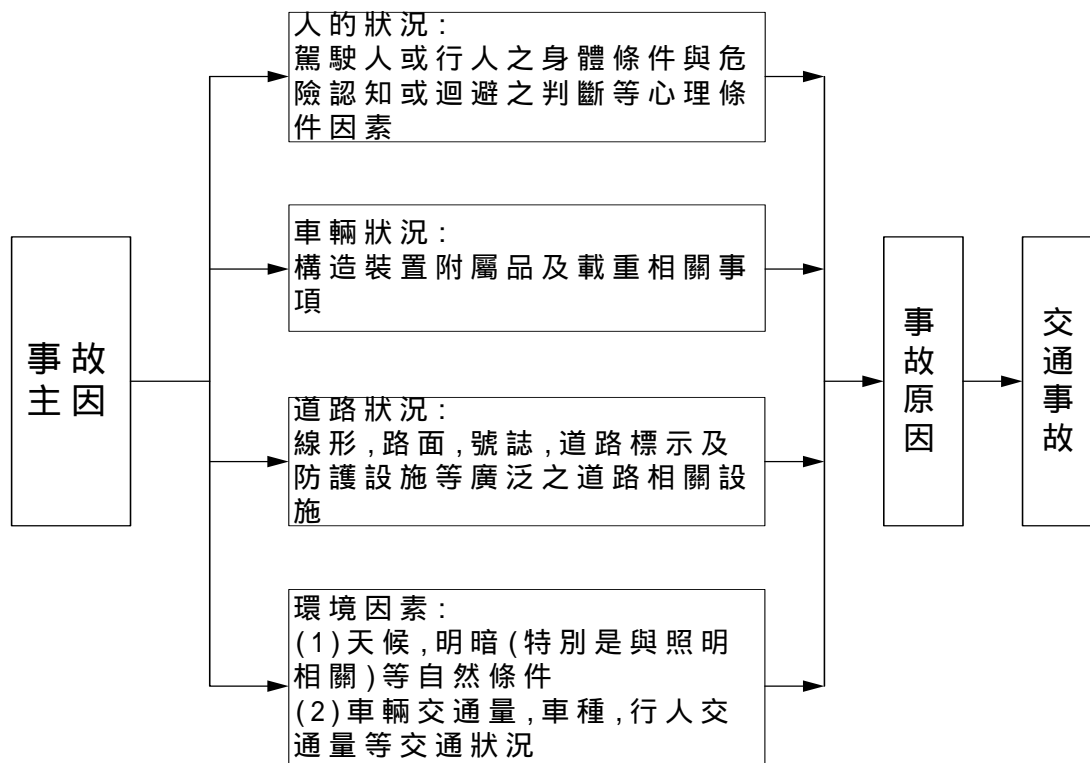 人的狀況:
駕駛人或行人之身體條件與危
險認知或迴避之判斷等心理條
件因素
車輛狀況:
構造裝置附屬品及載重相關事
項
事故
主因
道路狀況:
線形,路面,號誌,道路標示及
防護設施等廣泛之道路相關設
施
環境因素:
(1)天候,明暗(特別是與照明
相關)等自然條件
(2)車輛交通量,車種,行人交
通量等交通狀況
事故原因
交通事故